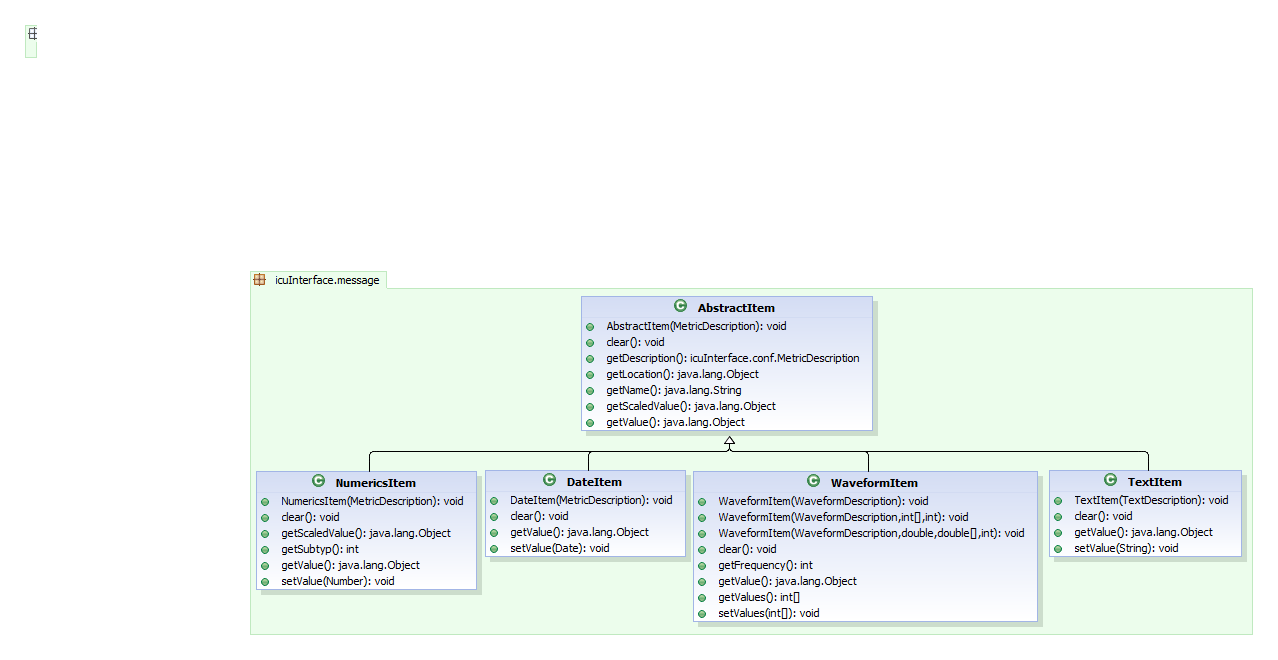 icuInterface.message
AbstractItem
AbstractItem(MetricDescription): void
clear(): void
getDescription(): icuInterface.conf.MetricDescription
getLocation(): java.lang.Object
getName(): java.lang.String
getScaledValue(): java.lang.Object
getValue(): java.lang.Object
NumericsItem
NumericsItem(MetricDescription): void
clear(): void
getScaledValue(): java.lang.Object
getSubtyp(): int
getValue(): java.lang.Object
setValue(Number): void
DateItem
DateItem(MetricDescription): void
clear(): void
getValue(): java.lang.Object
setValue(Date): void
WaveformItem
WaveformItem(WaveformDescription): void
WaveformItem(WaveformDescription,int[],int): void
WaveformItem(WaveformDescription,double,double[],int): void
clear(): void
getFrequency(): int
getValue(): java.lang.Object
getValues(): int[]
setValues(int[]): void
TextItem
TextItem(TextDescription): void
clear(): void
getValue(): java.lang.Object
setValue(String): void